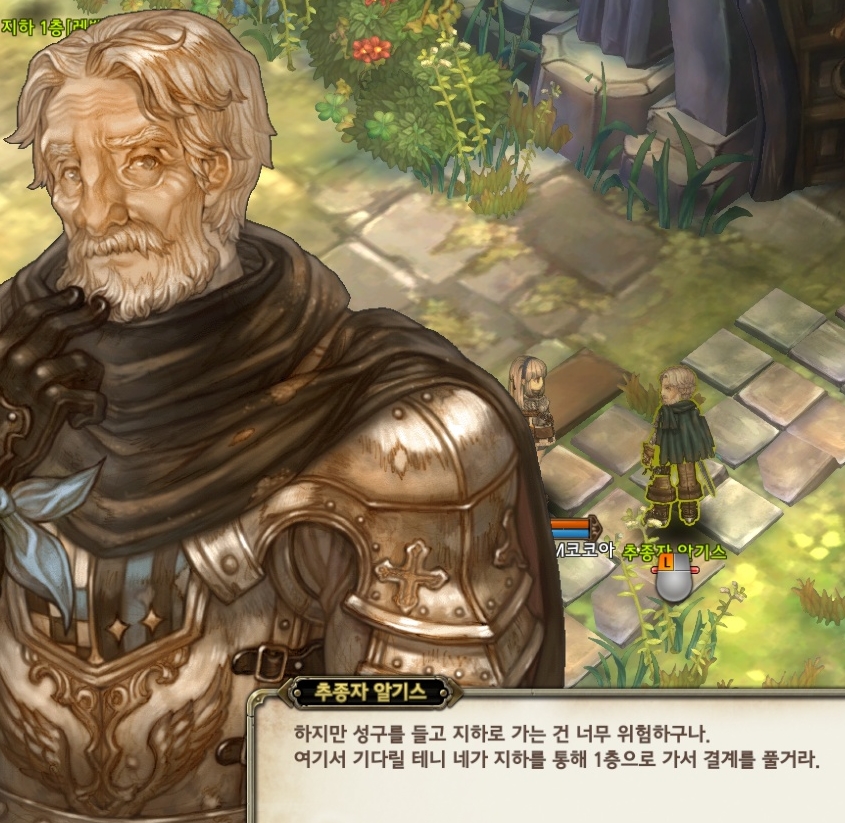 지하 1층[레
M코코아
추종자 알기스
L
추종자 알기스
하지만 성구를 들고 지하로 가는 건 너무 위험하구나.
여기서 기다릴 테니 네가 지하를 통해 1층으로 가서 결계를 풀거라.